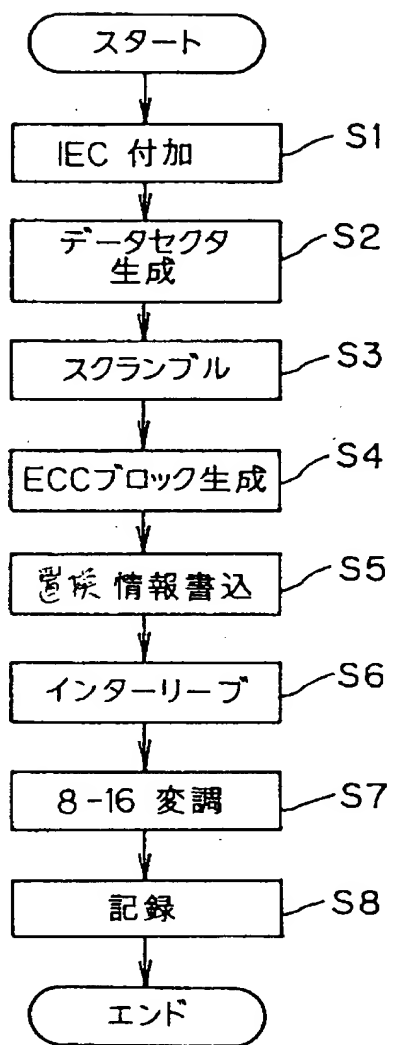 スタート
IEC 付加
S1
データセクタ
生成
S2
スクランブル
S3
ECCブロック生成
S4
置換 情報書込
S5
インターリーブ
S6
8-16 変調
S7
記録
S8
エンド